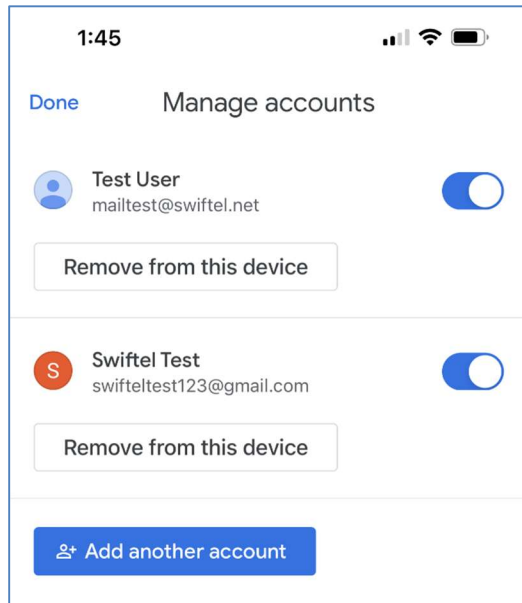 1:45
Done Manage accounts
Test User
mailtest@swiftel.net
Remove from this device
S
Swiftel Test
swifteltest123@gmail.com
Remove from this device
Add another account